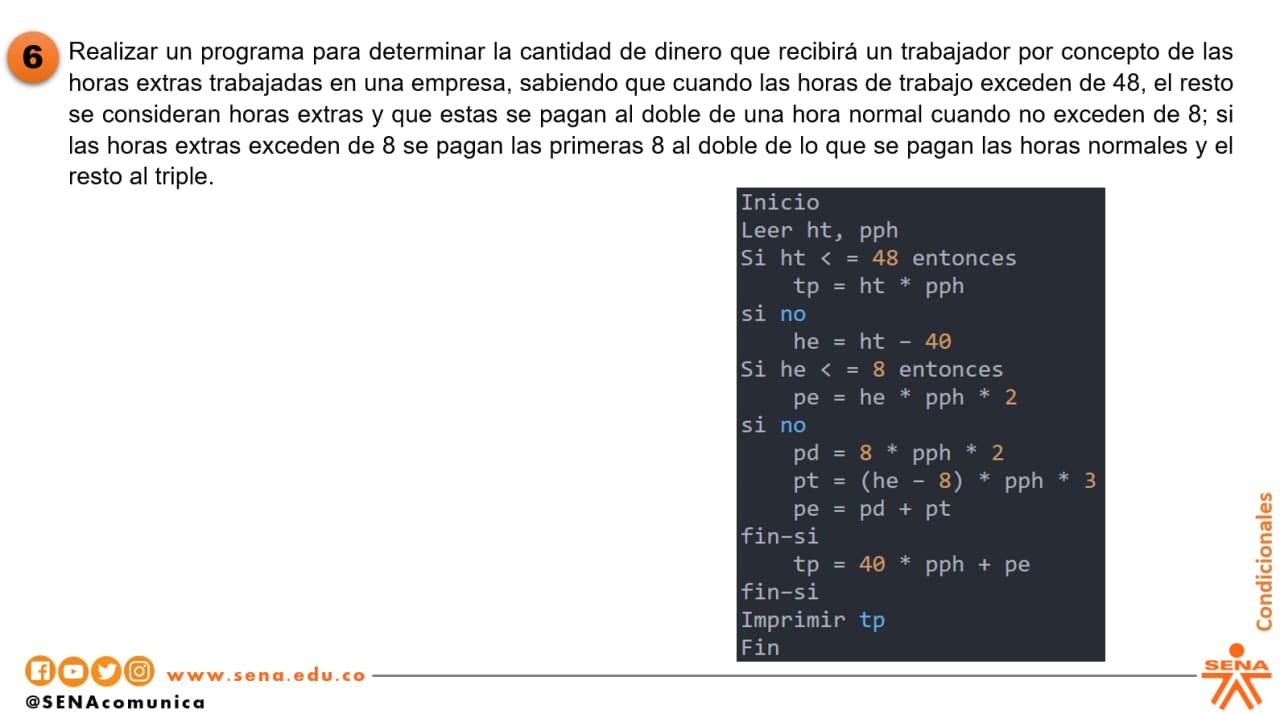 6
Realizar un programa para determinar la cantidad de dinero que recibirá un trabajador por concepto de las
horas extras trabajadas en una empresa, sabiendo que cuando las horas de trabajo exceden de 48, el resto
se consideran horas extras y que estas se pagan al doble de una hora normal cuando no exceden de 8; si
las horas extras exceden de 8 se pagan las primeras 8 al doble de lo que se pagan las horas normales y el
resto al triple.
Inicio
Leer ht, pph
Si ht < = 48 entonces
tp = ht * pph
si no
he = ht - 40
Si he < = 8 entonces
pe = he * pph * 2
si no
pd = 8 * pph * 2
pt = (he - 8) * pph * 3
pe = pd + pt
fin-si
tp = 40 * pph + pe
fin-si
Imprimir tp
Fin
Condicionales
www.sena.edu.co
@SENAcomunica
SENA